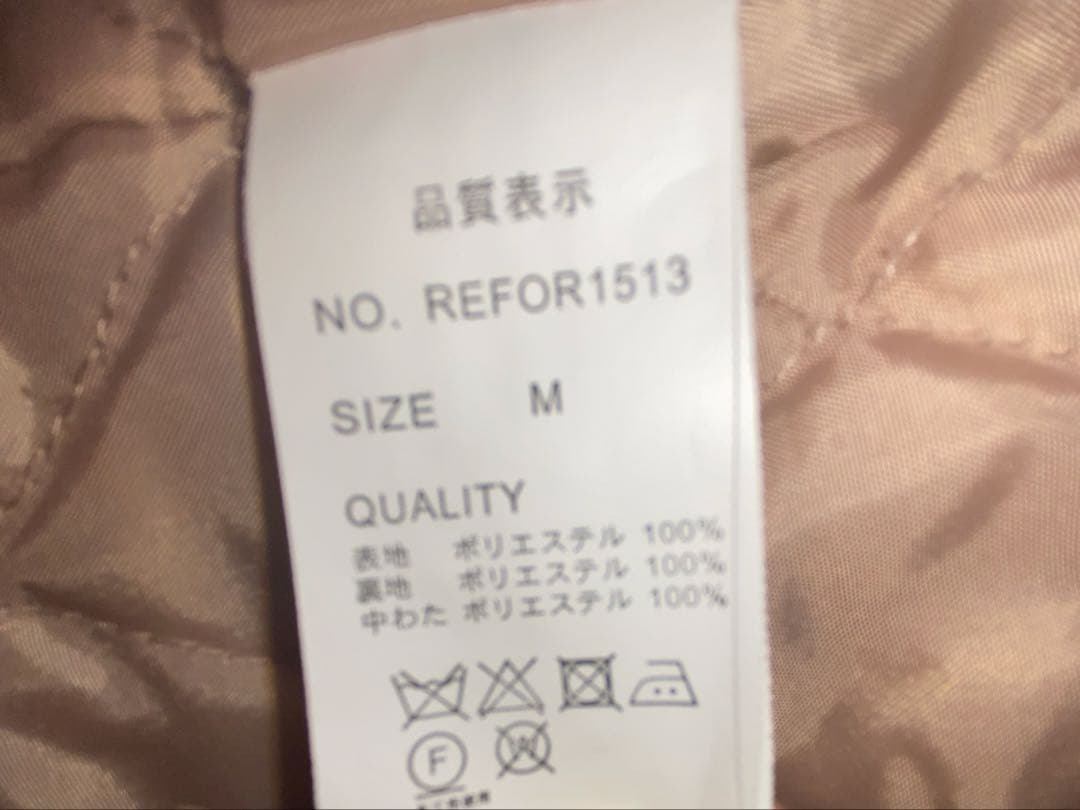 品質表示
NO. REFOR1513
SIZE M
QUALITY
表地 ポリエステル 100%
裏地 ポリエステル 100%
中わた ポリエステル 100%
F
W